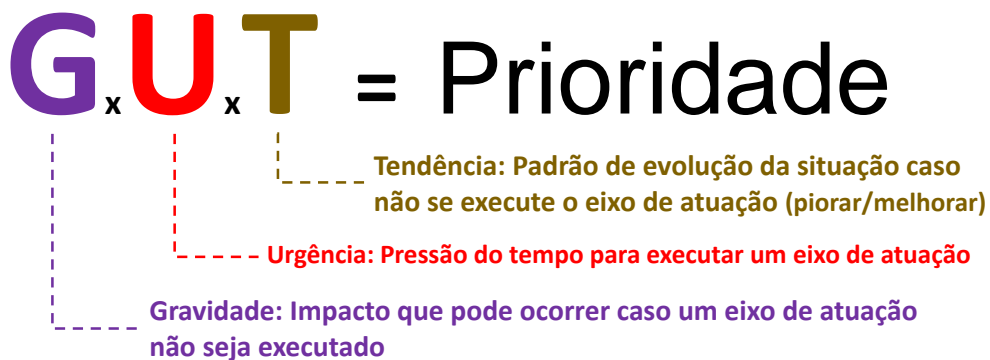 G x U x T = Prioridade
Tendência: Padrão de evolução da situação caso
não se execute o eixo de atuação (piorar/melhorar)
Urgência: Pressão do tempo para executar um eixo de atuação
Gravidade: Impacto que pode ocorrer caso um eixo de atuação
não seja executado